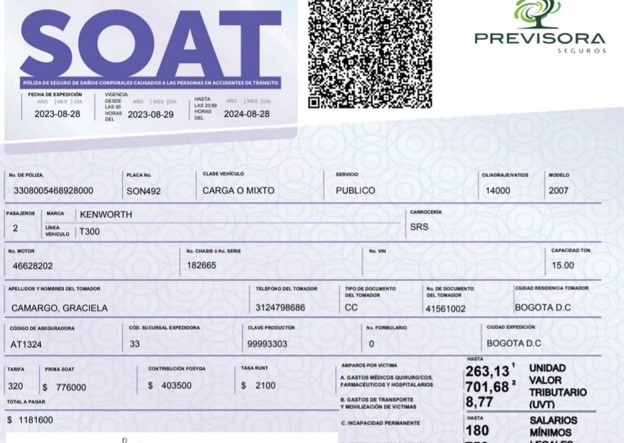 SOAT
PÓLIZA DE SEGURO DE DAÑOS CORPORALES CAUSADOS A LAS PERSONAS EN ACCIDENTES DE TRÁNSITO
PREVISORA
SEGUROS
FECHA DE EXPEDICIÓN
AÑO | MES | DÍA
2023-08-28
VIGENCIA DESDE LAS 00 HORAS DEL
AÑO | MES | DÍA
2023-08-29
HASTA LAS 23:59 HORAS DEL
AÑO | MES | DÍA
2024-08-28
No. DE PÓLIZA. PLACA No. CLASE VEHÍCULO SERVICIO CILINDRAJE/VATIOS MODELO
3308005468928000 SON492 CARGA O MIXTO PUBLICO 14000 2007
PASAJEROS MARCA KENWORTH CARROCERÍA
2 LÍNEA VEHICULO T300 SRS
No. MOTOR No. CHASIS ó No. SERIE No. VIN CAPACIDAD TON
46628202 182665 15.00
APELLIDOS Y NOMBRES DEL TOMADOR TELÉFONO DEL TOMADOR TIPO DE DOCUMENTO DEL TOMADOR No. DE DOCUMENTO DEL TOMADOR CIUDAD RESIDENCIA TOMADOR
CAMARGO, GRACIELA 3124798686 CC 41561002 BOGOTA D.C
CÓDIGO DE ASEGURADORA CÓD. SUCURSAL EXPEDIDORA CLAVE PRODUCTOR No. FORMULARIO CIUDAD EXPEDICIÓN
AT1324 33 99993303 0 BOGOTA D.C
TARIFA PRIMA SOAT CONTRIBUCIÓN FOSYGA TASA RUNT
320 $ 776000 $ 403500 $ 2100
TOTAL A PAGAR
$ 1181600
AMPAROS POR VICTIMA HASTA
A. GASTOS MÉDICOS QUIRURGICOS, FARMACÉUTICOS Y HOSPITALARIOS
263,13 ¹
701,68 ²
B. GASTOS DE TRANSPORTE Y MOVILIZACIÓN DE VICTIMAS
8,77
UNIDAD VALOR TRIBUTARIO (UVT)
C. INCAPACIDAD PERMANENTE
HASTA
180
SALARIOS
MÍNIMOS